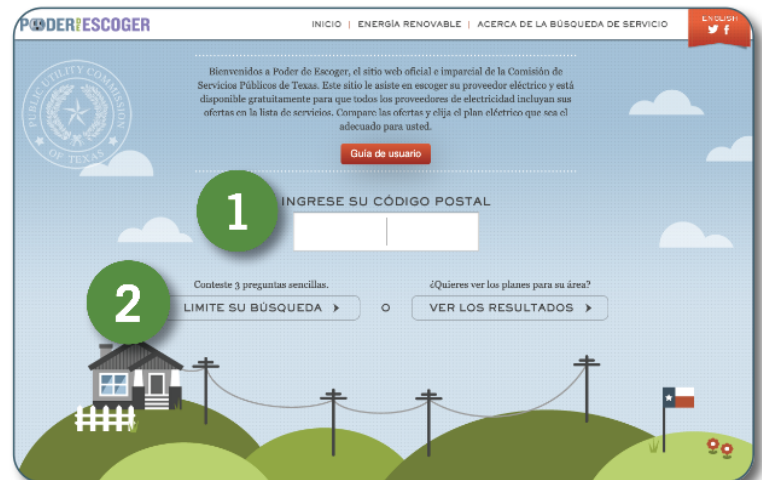 PODER DE ESCOGER
INICIO | ENERGÍA RENOVABLE | ACERCA DE LA BÚSQUEDA DE SERVICIO
ENGLISH
PUBLIC UTILITY COMMISSION
OF TEXAS
Bienvenidos a Poder de Escoger, el sitio web oficial e imparcial de la Comisión de
Servicios Públicos de Texas. Este sitio le asiste en escoger su proveedor eléctrico y está
disponible gratuitamente para que todos los proveedores de electricidad incluyan sus
ofertas en la lista de servicios. Compare las ofertas y elija el plan eléctrico que sea el
adecuado para usted.
Guía de usuario
1
INGRESE SU CÓDIGO POSTAL
2
Conteste 3 preguntas sencillas.
LIMITE SU BÚSQUEDA
O
¿Quieres ver los planes para su área?
VER LOS RESULTADOS